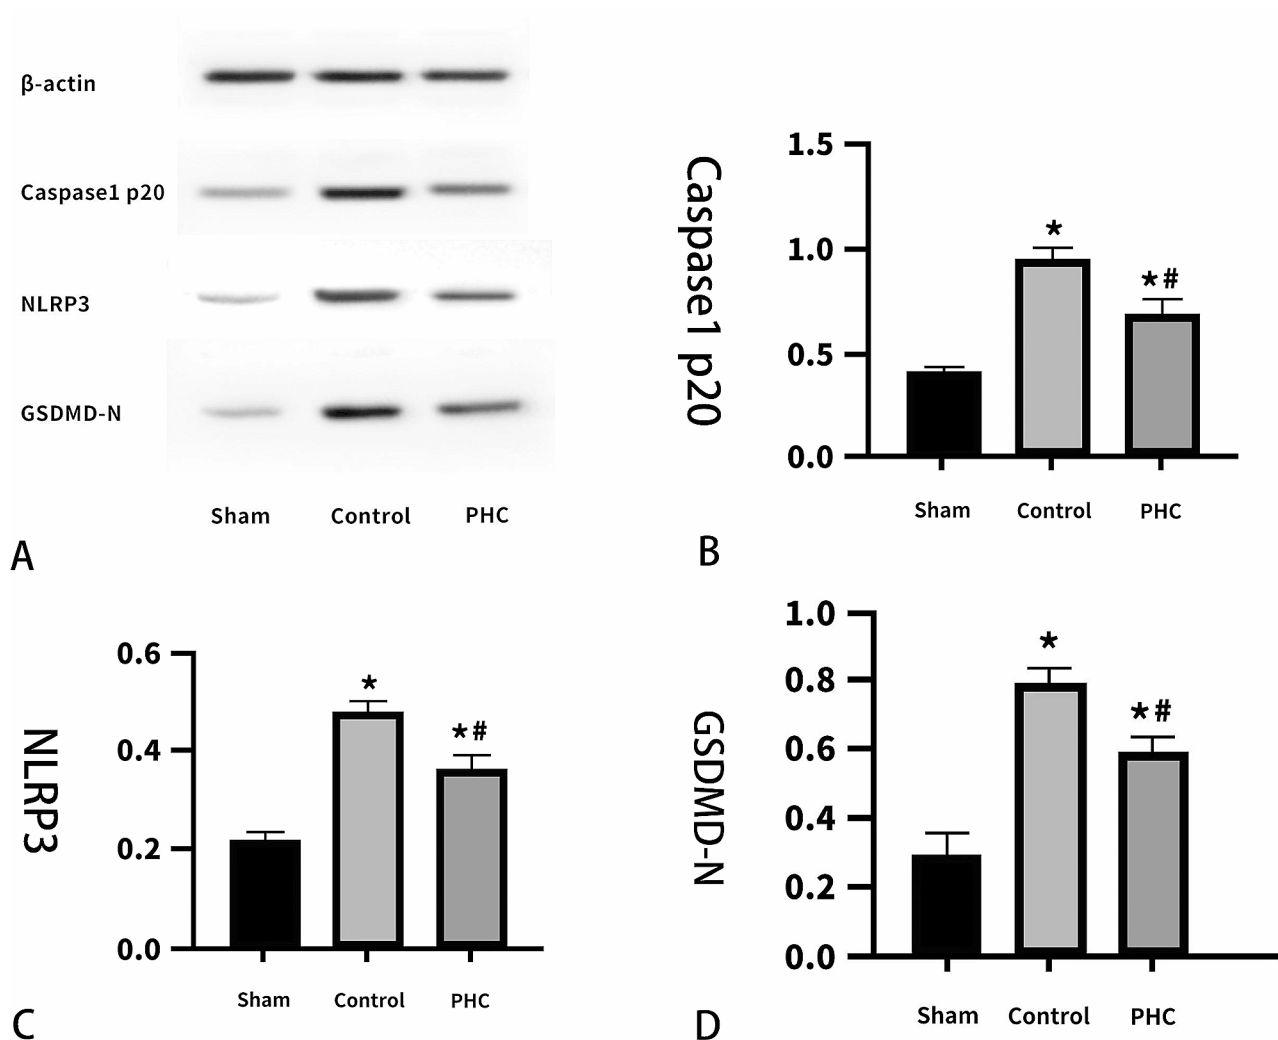 β-actin
Caspase1 p20
NLRP3
GSDMD-N
Sham Control PHC
A
Caspase1 p20
1.5
1.0
0.5
0.0
*
*#
Sham Control PHC
B
NLRP3
0.6
0.4
0.2
0.0
*
*#
Sham Control PHC
C
GSDMD-N
1.0
0.8
0.6
0.4
0.2
0.0
*
*#
Sham Control PHC
D